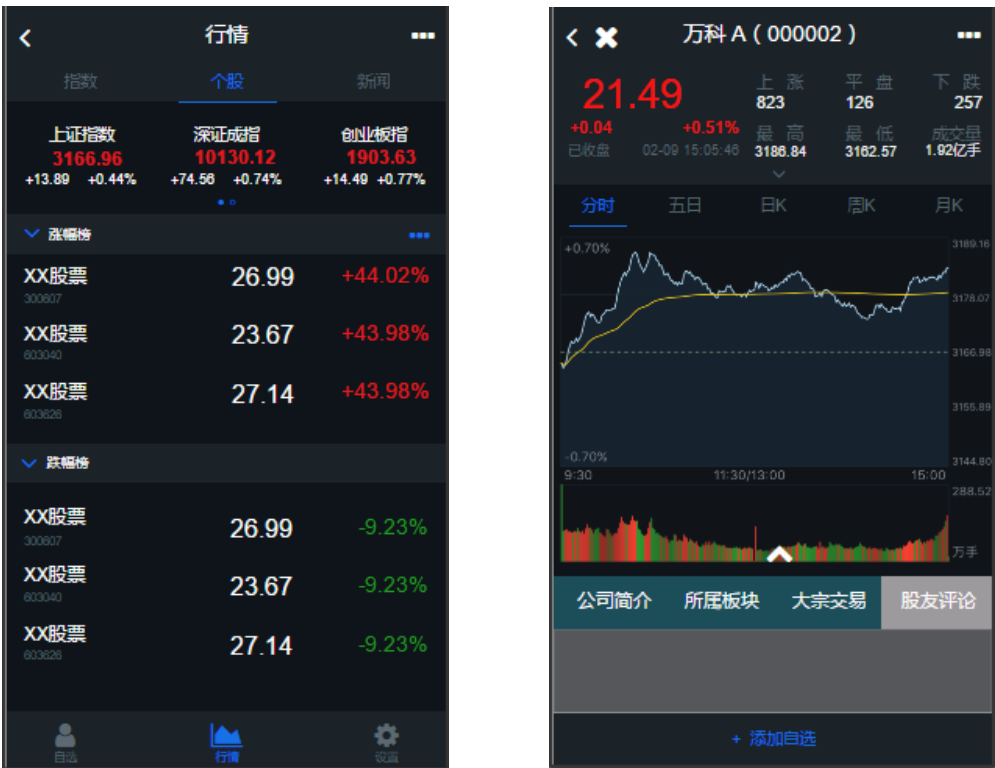 行情
指数 个股 新闻
上证指数 深证成指 创业板指
3166.96 10130.12 1903.63
+13.89 +0.44% +74.56 +0.74% +14.49 +0.77%
涨幅榜
XX股票 26.99 +44.02%
300607
XX股票 23.67 +43.98%
603040
XX股票 27.14 +43.98%
603626
跌幅榜
XX股票 26.99 -9.23%
300607
XX股票 23.67 -9.23%
603040
XX股票 27.14 -9.23%
603626
自选 行情 设置
万科 A ( 000002 )
21.49 上 涨 平 盘 下 跌
823 126 257
+0.04 +0.51% 最 高 最 低 成交量
已收盘 02-09 15:05:46 3186.84 3162.57 1.92亿手
分时 五日 日K 周K 月K
+0.70% 3189.16
3178.07
3166.98
3155.89
-0.70% 3144.80
9:30 11:30/13:00 15:00
288.52
万手
公司简介 所属板块 大宗交易 股友评论
+ 添加自选